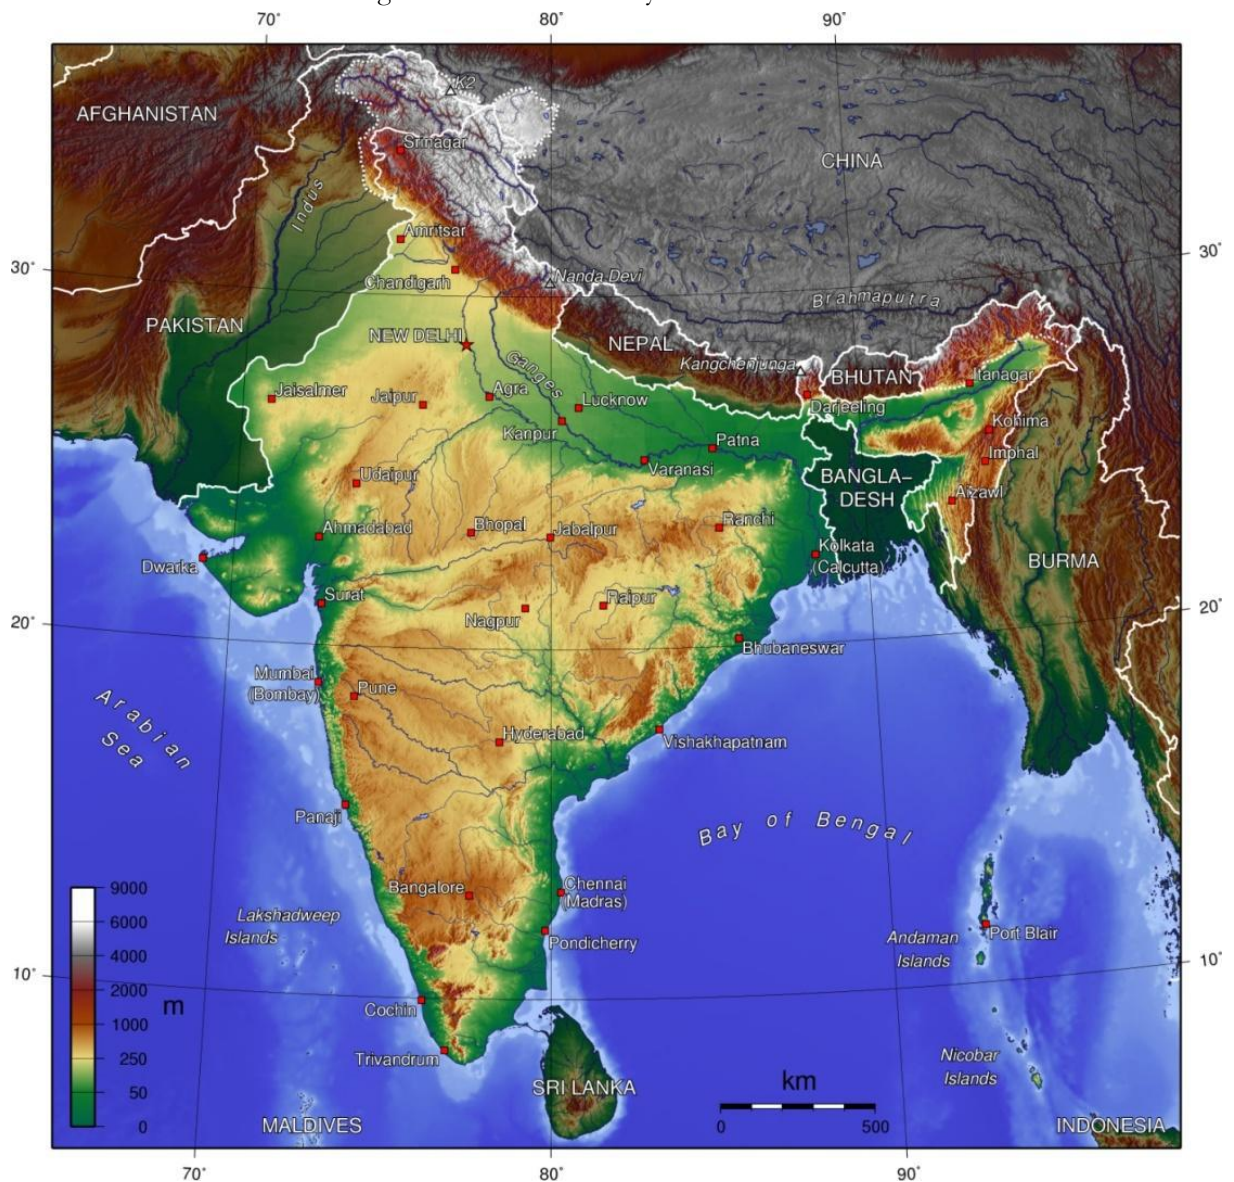 70°
80°
90°
K2
AFGHANISTAN
Srinagar
CHINA
Indus
Amritsar
30°
30°
Chandigarh
Nanda Devi
Brahmaputra
PAKISTAN
NEW DELHI
NEPAL
Ganges
Kangchenjunga
BHUTAN
Itanagar
Jaisalmer
Jaipur
Agra
Lucknow
Darjeeling
Kanpur
Kohima
Patna
Varanasi
Imphal
Udaipur
BANGLA–
DESH
Aizawl
Ahmadabad
Bhopal
Jabalpur
Ranchi
Kolkata
(Calcutta)
BURMA
Dwarka
Surat
Nagpur
Raipur
20°
20°
Bhubaneswar
Mumbai
(Bombay)
Pune
Arabian
Sea
Hyderabad
Vishakhapatnam
Panaji
Bay of Bengal
Bangalore
Chennai
(Madras)
Lakshadweep
Islands
Pondicherry
Andaman
Islands
Port Blair
10°
10°
9000
6000
4000
2000
1000
250
50
0
m
Cochin
Trivandrum
Nicobar
Islands
SRI LANKA
km
0
500
MALDIVES
INDONESIA
70°
80°
90°